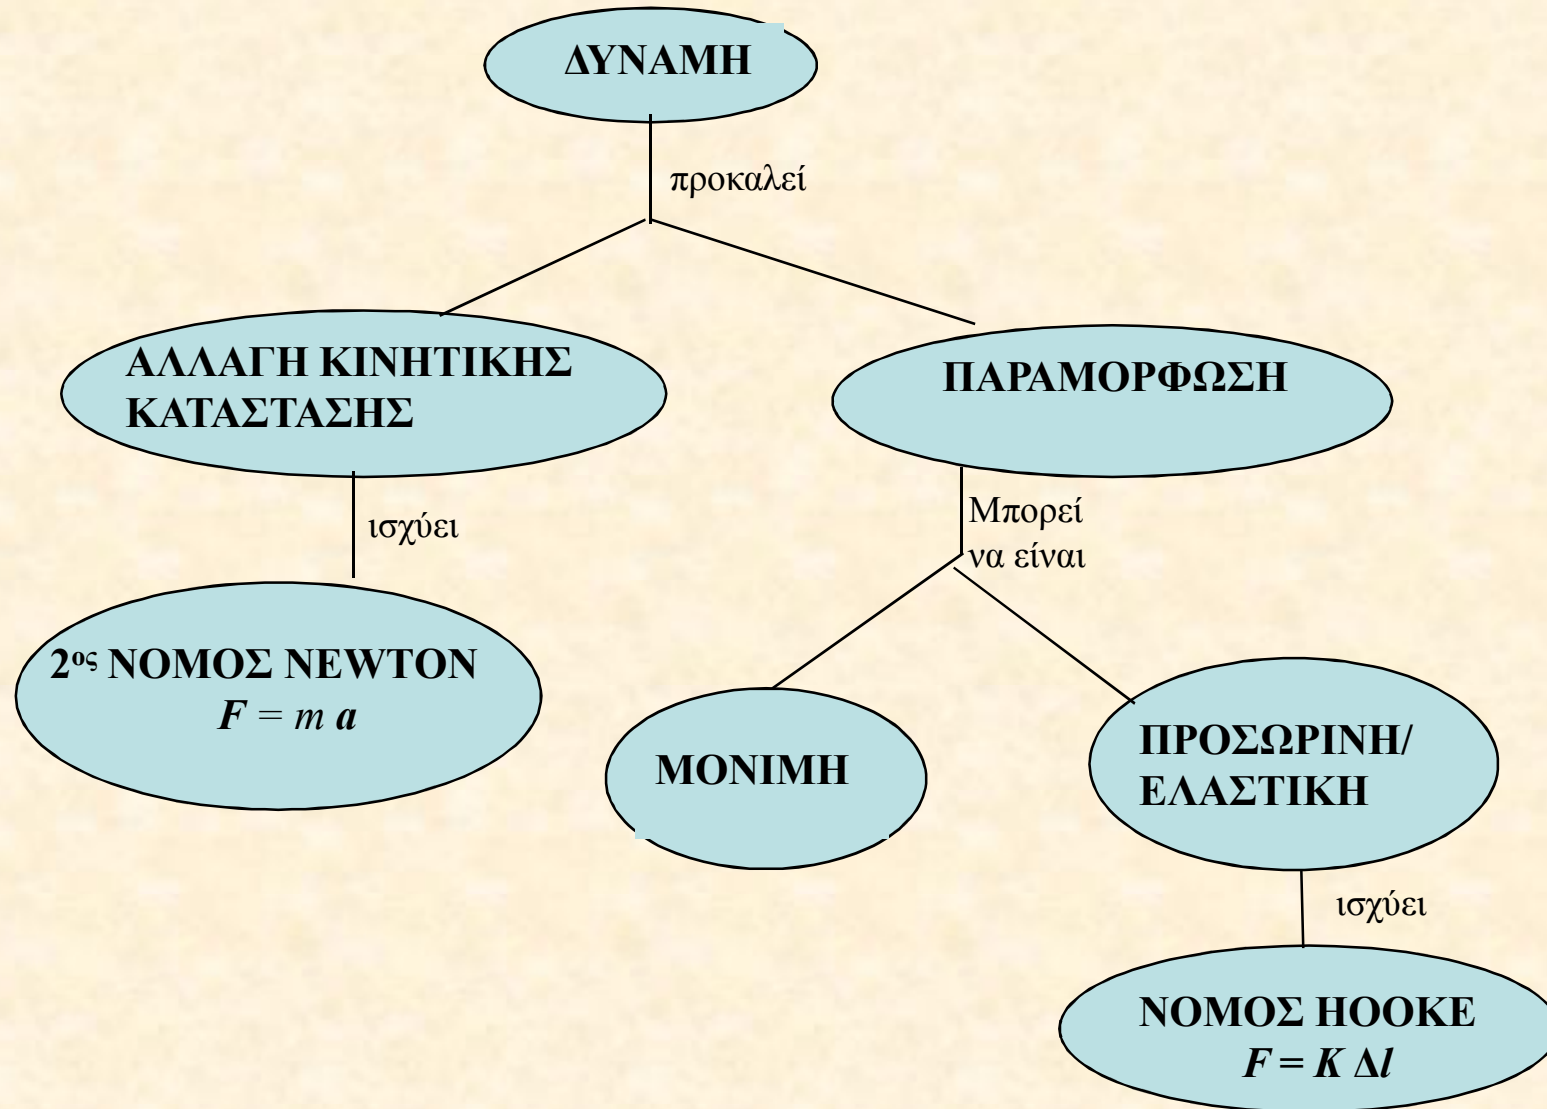 ΔΥΝΑΜΗ
προκαλεί
ΑΛΛΑΓΗ ΚΙΝΗΤΙΚΗΣ
ΚΑΤΑΣΤΑΣΗΣ
ΠΑΡΑΜΟΡΦΩΣΗ
ισχύει
Μπορεί
να είναι
2ος ΝΟΜΟΣ NEWTON
F = m a
ΜΟΝΙΜΗ
ΠΡΟΣΩΡΙΝΗ/
ΕΛΑΣΤΙΚΗ
ισχύει
ΝΟΜΟΣ HOOKE
F = K Δl